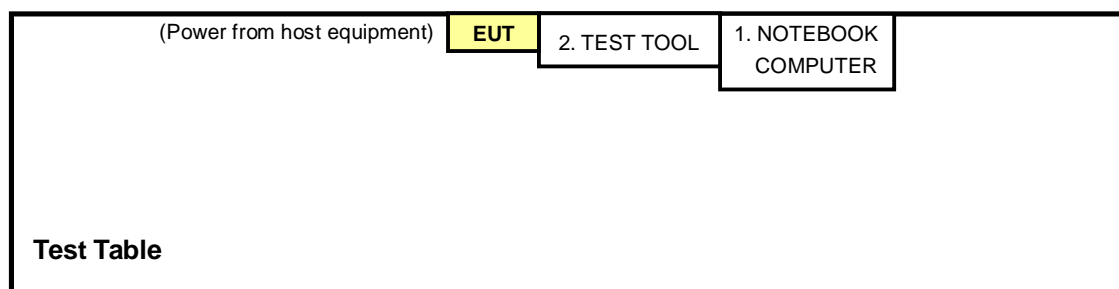 (Power from host equipment) EUT 2. TEST TOOL 1. NOTEBOOK
COMPUTER
Test Table